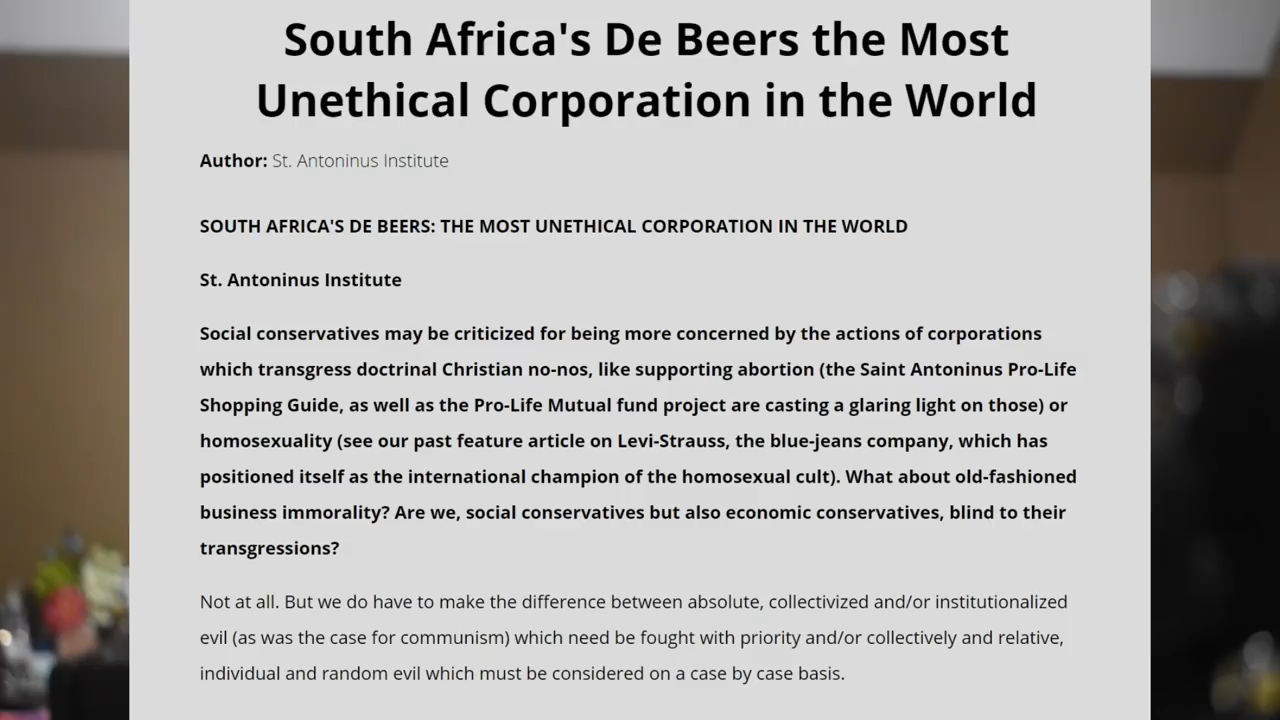 South Africa's De Beers the Most
Unethical Corporation in the World
Author: St. Antoninus Institute
SOUTH AFRICA'S DE BEERS: THE MOST UNETHICAL CORPORATION IN THE WORLD
St. Antoninus Institute
Social conservatives may be criticized for being more concerned by the actions of corporations
which transgress doctrinal Christian no-nos, like supporting abortion (the Saint Antoninus Pro-Life
Shopping Guide, as well as the Pro-Life Mutual fund project are casting a glaring light on those) or
homosexuality (see our past feature article on Levi-Strauss, the blue-jeans company, which has
positioned itself as the international champion of the homosexual cult). What about old-fashioned
business immorality? Are we, social conservatives but also economic conservatives, blind to their
transgressions?
Not at all. But we do have to make the difference between absolute, collectivized and/or institutionalized
evil (as was the case for communism) which need be fought with priority and/or collectively and relative,
individual and random evil which must be considered on a case by case basis.